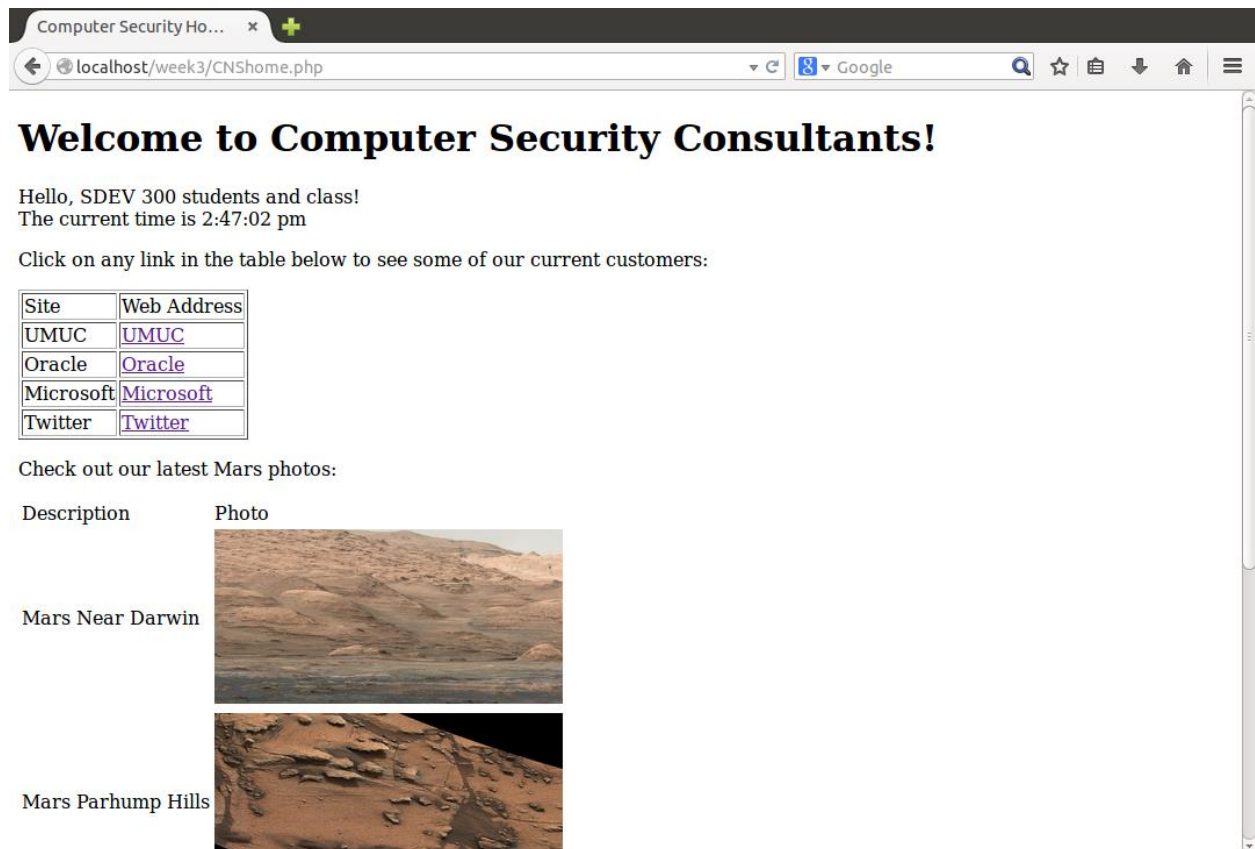 Computer Security Ho...
localhost/week3/CNShome.php
8 Google
Welcome to Computer Security Consultants!
Hello, SDEV 300 students and class!
The current time is 2:47:02 pm
Click on any link in the table below to see some of our current customers:
Site Web Address
UMUC UMUC
Oracle Oracle
Microsoft Microsoft
Twitter Twitter
Check out our latest Mars photos:
Description Photo
Mars Near Darwin
Mars Parhump Hills